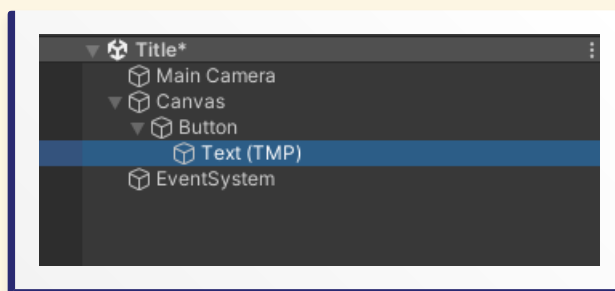 Title*
Main Camera
Canvas
Button
Text (TMP)
EventSystem